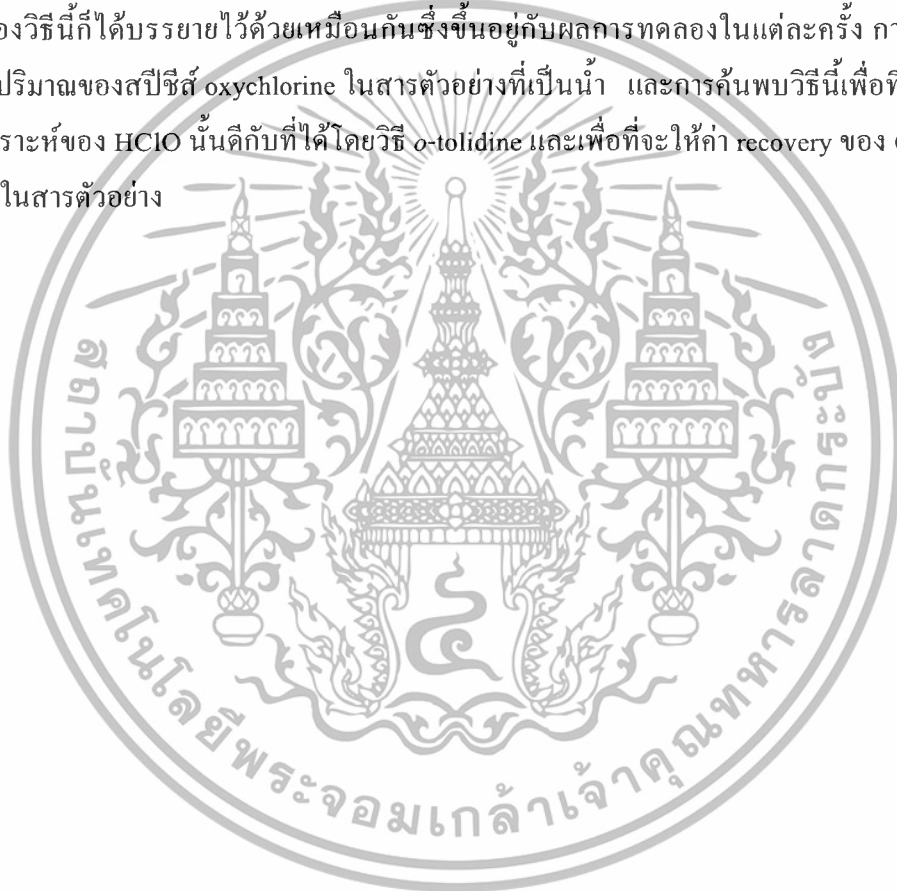 องวิธีนี้ก็ได้บรรยายไว้ด้วยเหมือนกันซึ่งขึ้นอยู่กับผลการทดลองในแต่ละครั้ง กา
ปริมาณของสปีชีส์ oxychlorine ในสารตัวอย่างที่เป็นน้ำ และการค้นพบวิธีนี้เพื่อที
ราะห์ของ HClO นั้นดีกับที่ได้โดยวิธี o-tolidine และเพื่อที่จะให้ค่า recovery ของ
ในสารตัวอย่าง
๔
สถาบันเทคโนโลยีพระจอมเกล้าเจ้าคุณทหารลาดกระบัง